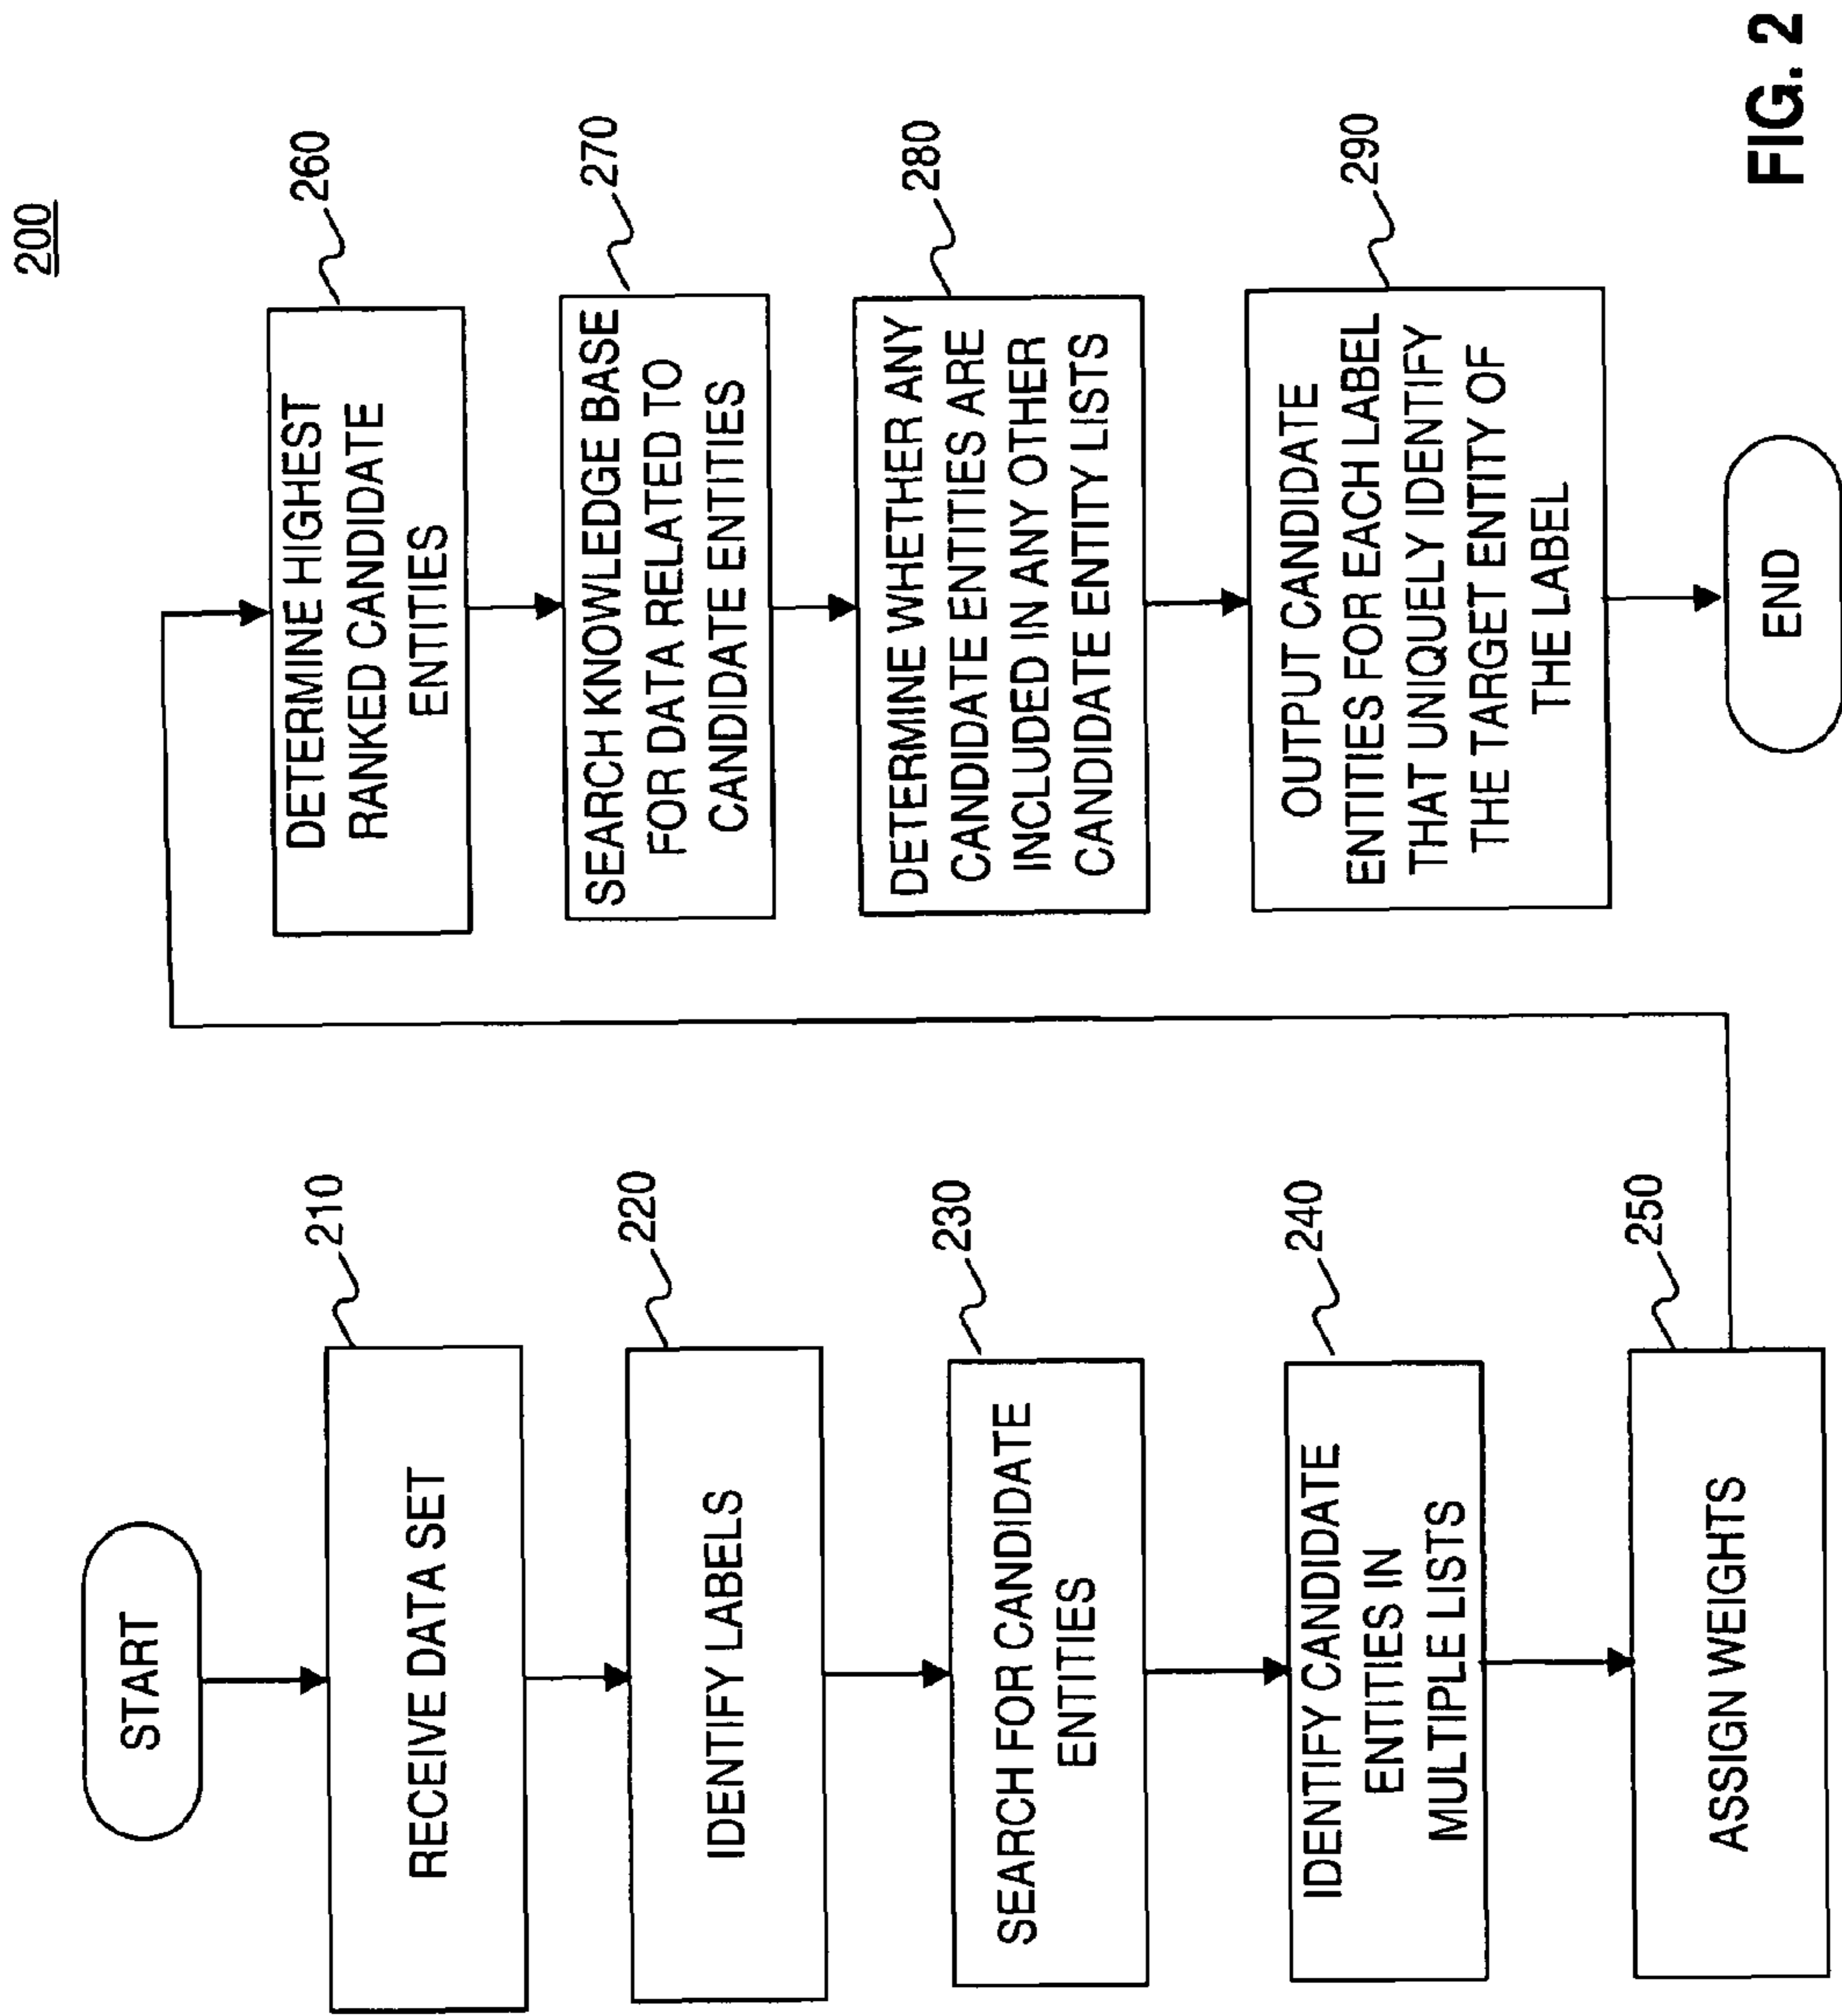 200
START
RECEIVE DATA SET
210
IDENTIFY LABELS
220
SEARCH FOR CANDIDATE
ENTITIES
230
IDENTIFY CANDIDATE
ENTITIES IN
MULTIPLE LISTS
240
ASSIGN WEIGHTS
250
DETERMINE HIGHEST
RANKED CANDIDATE
ENTITIES
260
SEARCH KNOWLEDGE BASE
FOR DATA RELATED TO
CANDIDATE ENTITIES
270
DETERMINE WHETHER ANY
CANDIDATE ENTITIES ARE
INCLUDED IN ANY OTHER
CANDIDATE ENTITY LISTS
280
OUTPUT CANDIDATE
ENTITIES FOR EACH LABEL
THAT UNIQUELY IDENTIFY
THE TARGET ENTITY OF
THE LABEL
290
END
FIG. 2